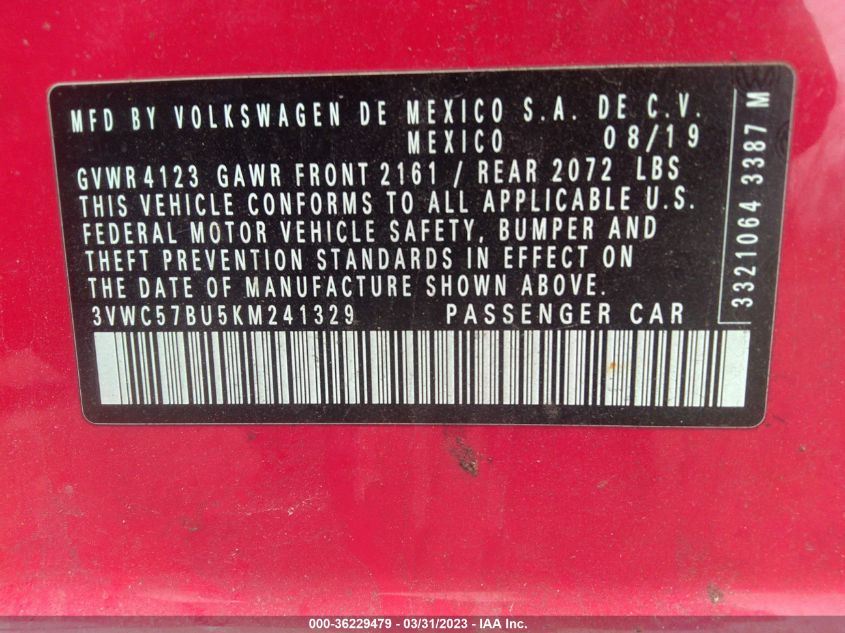 MFD BY VOLKSWAGEN DE MEXICO S.A. DE C.V.
MEXICO 08/19
GVWR 4123 GAWR FRONT 2161 / REAR 2072 LBS
THIS VEHICLE CONFORMS TO ALL APPLICABLE U.S.
FEDERAL MOTOR VEHICLE SAFETY, BUMPER AND
THEFT PREVENTION STANDARDS IN EFFECT ON
THE DATE OF MANUFACTURE SHOWN ABOVE.
3VWC57BU5KM241329 PASSENGER CAR
3321064 3387 M
000-36229479 - 03/31/2023 - IAA Inc.